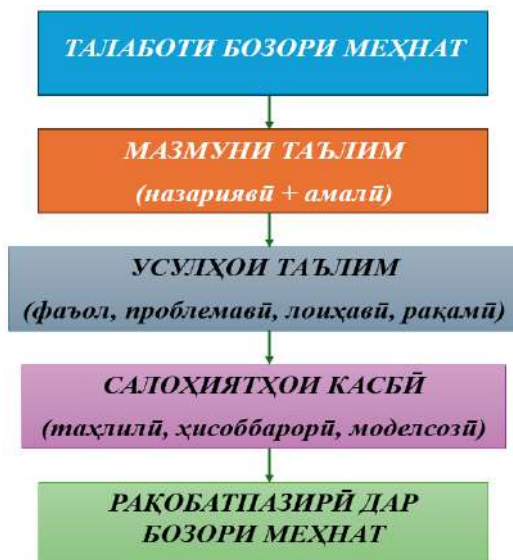 ТАЛАБОТИ БОЗОРИ МЕҲНАТ
МАЗМУНИ ТАЪЛИМ
(назариявӣ + амалӣ)
УСУЛҲОИ ТАЪЛИМ
(фаъол, проблемавӣ, лоиҳавӣ, рақамӣ)
САЛОҲИЯТҲОИ КАСБӢ
(таҳлилӣ, ҳисоббарорӣ, моделсозӣ)
РАҚОБАТПАЗИРӢ ДАР
БОЗОРИ МЕҲНАТ